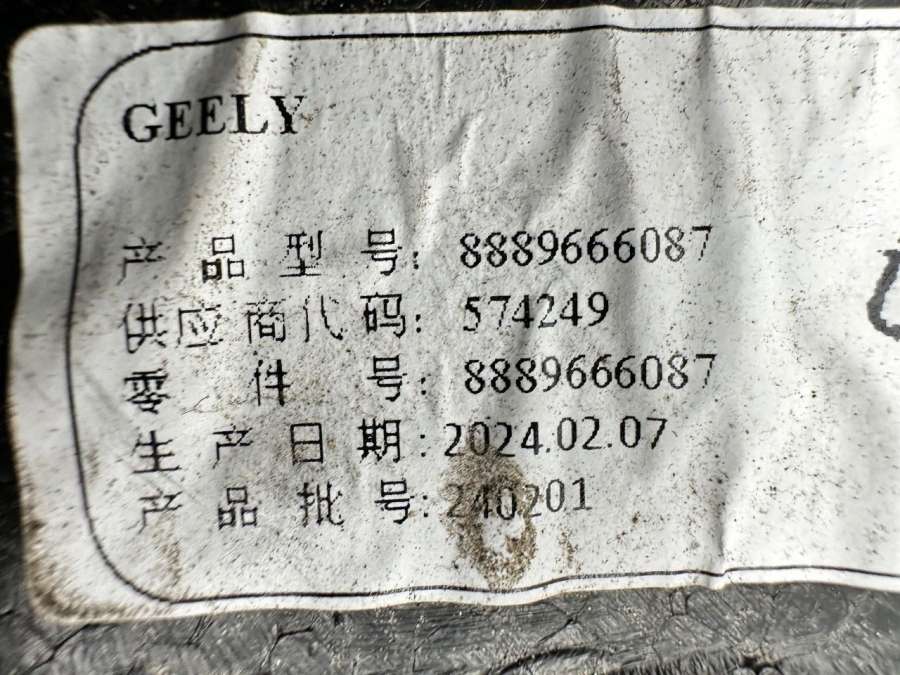 GEELY
产品型号: 8889666087
供应商代码: 574249
零件号: 8889666087
生产日期: 2024.02.07
产品批号: 240201